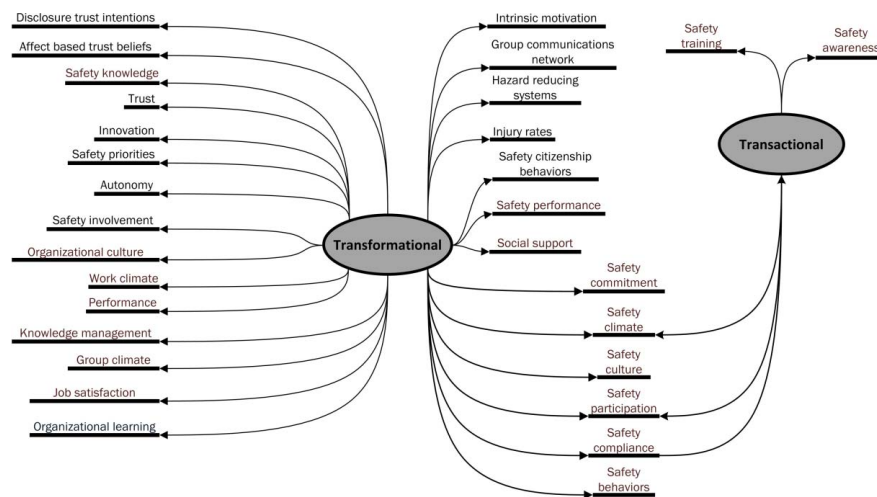 Disclosure trust intentions
Affect based trust beliefs
Safety knowledge
Trust
Innovation
Safety priorities
Autonomy
Safety involvement
Organizational culture
Work climate
Performance
Knowledge management
Group climate
Job satisfaction
Organizational learning
Transformational
Intrinsic motivation
Group communications
network
Hazard reducing
systems
Injury rates
Safety citizenship
behaviors
Safety performance
Social support
Safety
commitment
Safety
climate
Safety
culture
Safety
participation
Safety
compliance
Safety
behaviors
Safety
training
Safety
awareness
Transactional